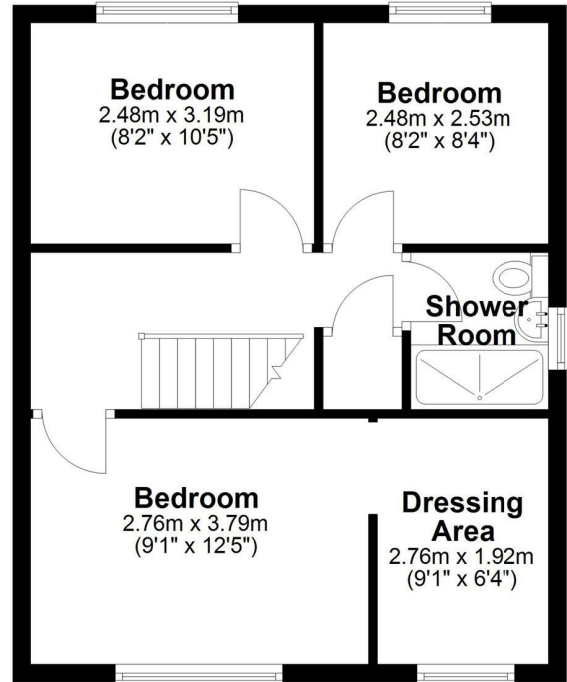 Bedroom
2.48m x 3.19m
(8'2" x 10'5")
Bedroom
2.48m x 2.53m
(8'2" x 8'4")
Shower
Room
Bedroom
2.76m x 3.79m
(9'1" x 12'5")
Dressing
Area
2.76m x 1.92m
(9'1" x 6'4")